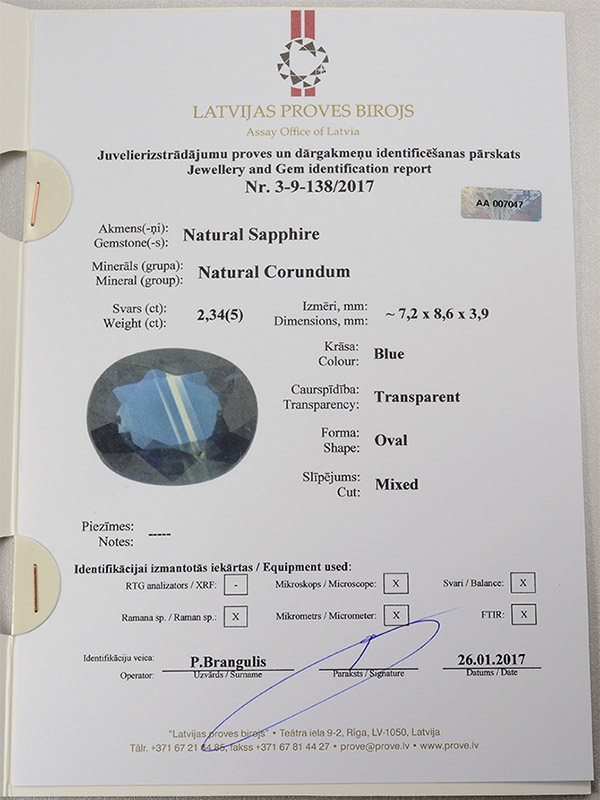 LATVIJAS PROVES BIROJS
Assay Office of Latvia
Juvelierizstrādājumu proves un dārgakmeņu identificēšanas pārskats
Jewellery and Gem identification report
Nr. 3-9-138/2017
AA 007047
Akmens(-ņi):
Gemstone(-s): Natural Sapphire
Minerāls (grupa):
Mineral (group): Natural Corundum
Svars (ct):
Weight (ct): 2,34(5)
Izmēri, mm:
Dimensions, mm: ~ 7,2 x 8,6 x 3,9
Krāsa:
Colour: Blue
Caurspīdība:
Transparency: Transparent
Forma:
Shape: Oval
Slīpējums:
Cut: Mixed
Piezīmes:
Notes: -----
Identifikācijai izmantotās iekārtas / Equipment used:
RTG analizators / XRF: - Mikroskops / Microscope: X Svari / Balance: X
Ramana sp. / Raman sp.: X Mikrometrs / Micrometer: X FTIR: X
Identifikāciju veica:
Operator: P.Brangulis 26.01.2017
Uzvārds / Surname Paraksts / Signature Datums / Date
"Latvijas proves birojs" • Teātra iela 9-2, Rīga, LV-1050, Latvija
Tālr. +371 67 21 64 85, fakss +371 67 81 44 27 • prove@prove.lv • www.prove.lv